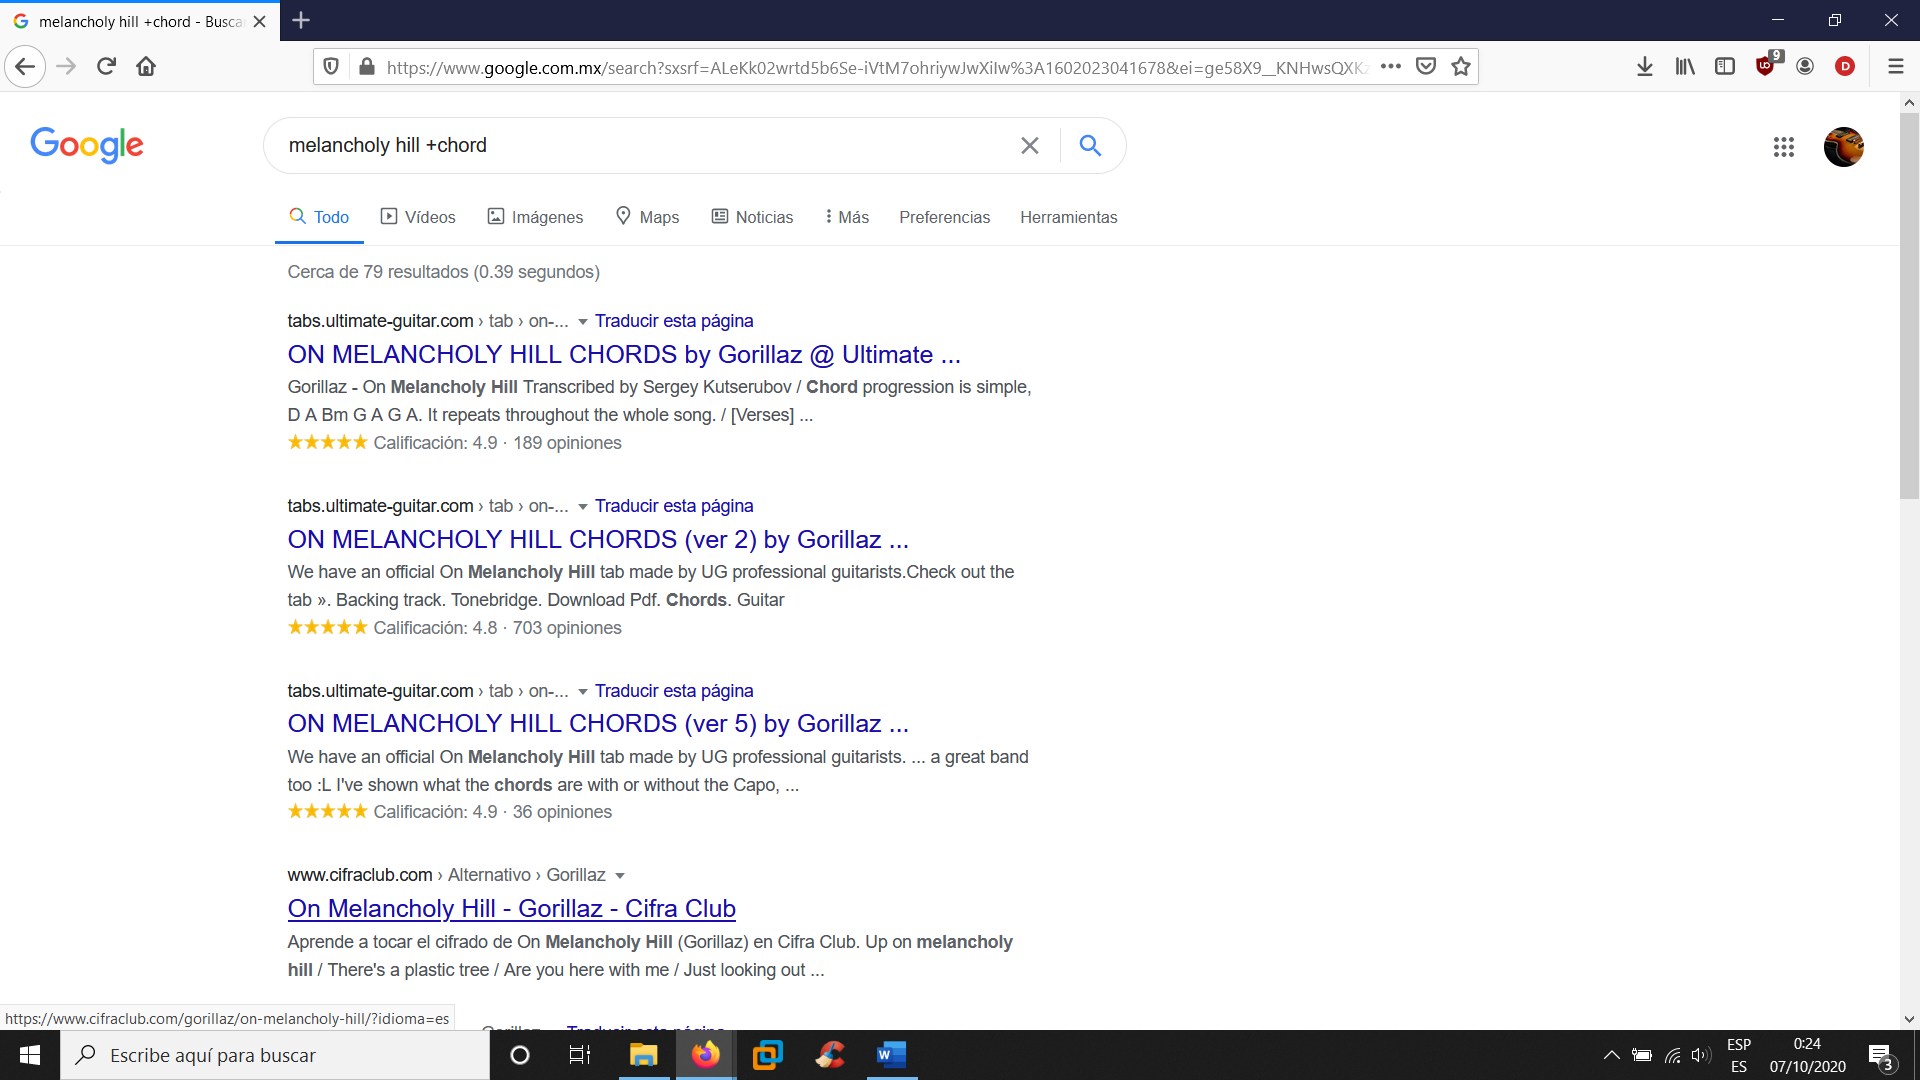 melancholy hill +chord - Busca
https://www.google.com.mx/search?sxsrf=ALeKk02wrtd5b6Se-iVtM7ohriywJwXiIw%3A1602023041678&ei=ge58X9__KNHwsQXK
9
D
Google
melancholy hill +chord
Todo Vídeos Imágenes Maps Noticias Más Preferencias Herramientas
Cerca de 79 resultados (0.39 segundos)
tabs.ultimate-guitar.com › tab › on-... Traducir esta página
ON MELANCHOLY HILL CHORDS by Gorillaz @ Ultimate ...
Gorillaz - On Melancholy Hill Transcribed by Sergey Kutserubov / Chord progression is simple,
D A Bm G A G A. It repeats throughout the whole song. / [Verses] ...
Calificación: 4.9 · 189 opiniones
tabs.ultimate-guitar.com › tab › on-... Traducir esta página
ON MELANCHOLY HILL CHORDS (ver 2) by Gorillaz ...
We have an official On Melancholy Hill tab made by UG professional guitarists.Check out the
tab ». Backing track. Tonebridge. Download Pdf. Chords. Guitar
Calificación: 4.8 · 703 opiniones
tabs.ultimate-guitar.com › tab › on-... Traducir esta página
ON MELANCHOLY HILL CHORDS (ver 5) by Gorillaz ...
We have an official On Melancholy Hill tab made by UG professional guitarists. ... a great band
too :L I've shown what the chords are with or without the Capo, ...
Calificación: 4.9 · 36 opiniones
www.cifraclub.com › Alternativo › Gorillaz
On Melancholy Hill - Gorillaz - Cifra Club
Aprende a tocar el cifrado de On Melancholy Hill (Gorillaz) en Cifra Club. Up on melancholy
hill / There's a plastic tree / Are you here with me / Just looking out ...
https://www.cifraclub.com/gorillaz/on-melancholy-hill/?idioma=es
Gorillaz Traducir esta página
Escribe aquí para buscar
W
ESP
ES
0:24
07/10/2020
3